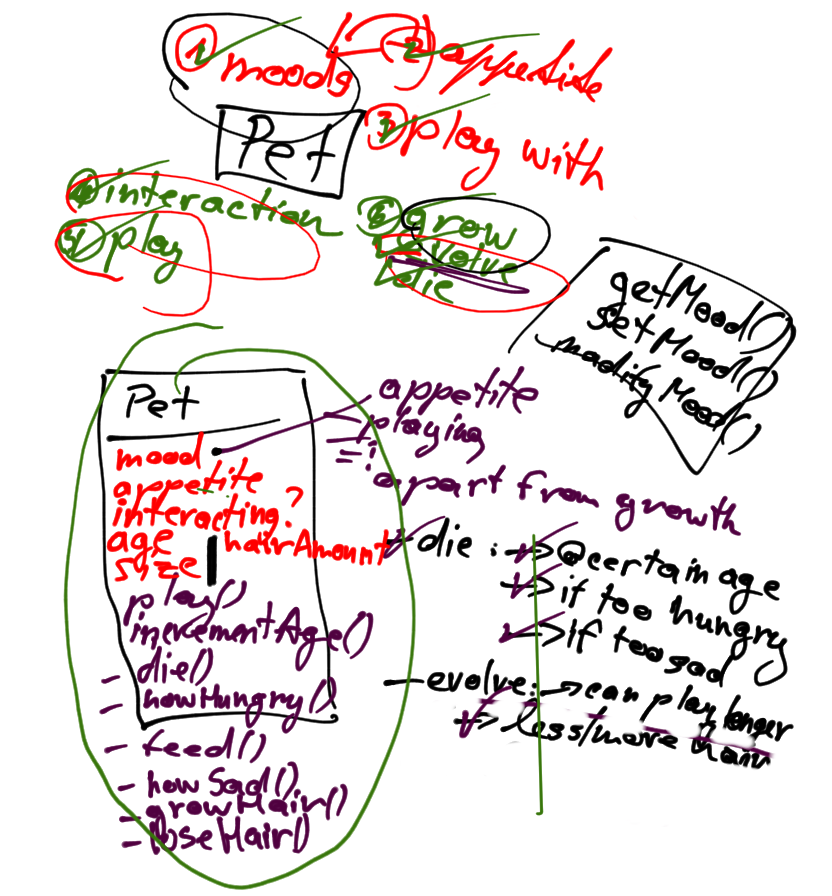 ① moods
② appetite
Pet
③ play with
④ interaction
⑤ play
⑥ grow
evolve
die
getMood()
setMood()
modifyMood()
Pet
mood
appetite
interacting?
age
size
hairAmount
play()
incrementAge()
- die()
- howHungry()
- feed()
- howSad()
- growHair()
- loseHair()
appetite
playing
=!
apart from growth
die : → @certain age
→ if too hungry
→ If too sad
- evolve: → can play longer
→ less/more hair